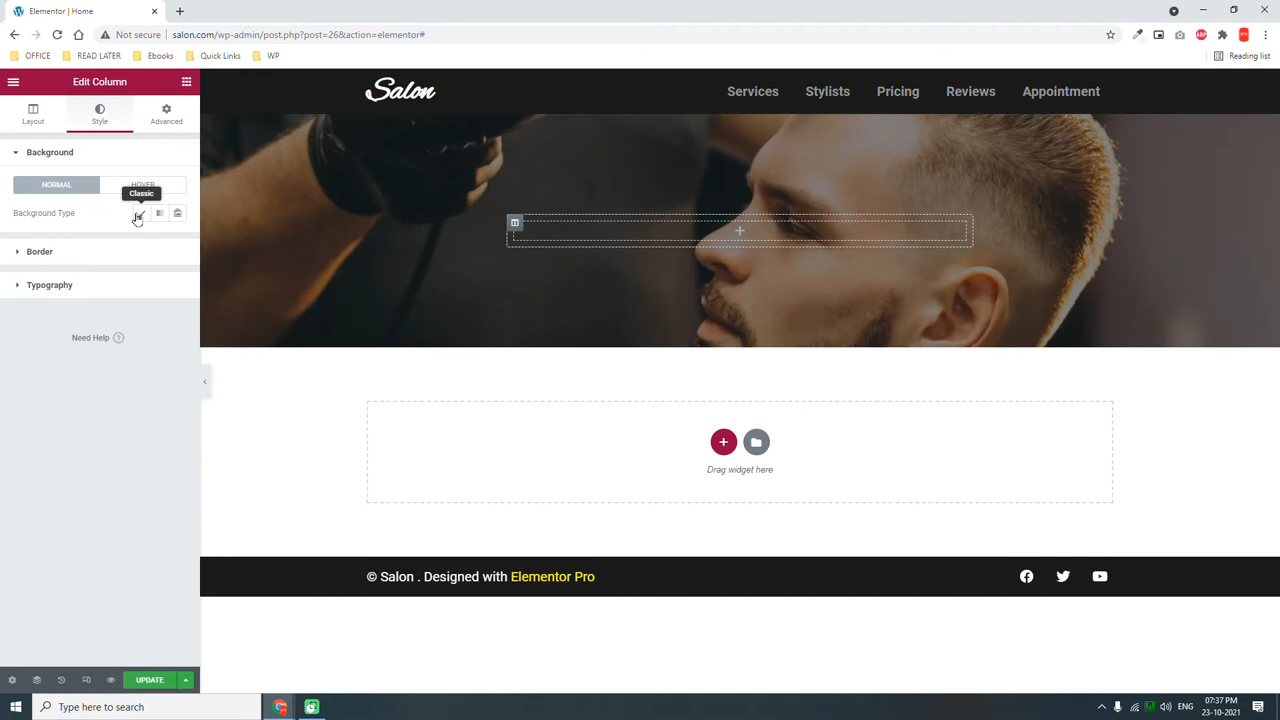 Elementor | Home
Not secure | salon.com/wp-admin/post.php?post=26&action=elementor#
OFFICE READ LATER Ebooks Quick Links WP Reading list
Edit Column
Layout Style Advanced
Background
NORMAL HOVER
Classic
Background Type
Border
Typography
Need Help ?
UPDATE
Salon Services Stylists Pricing Reviews Appointment
Drag widget here
© Salon . Designed with Elementor Pro
Type here to search
ENG
07:37 PM
23-10-2021